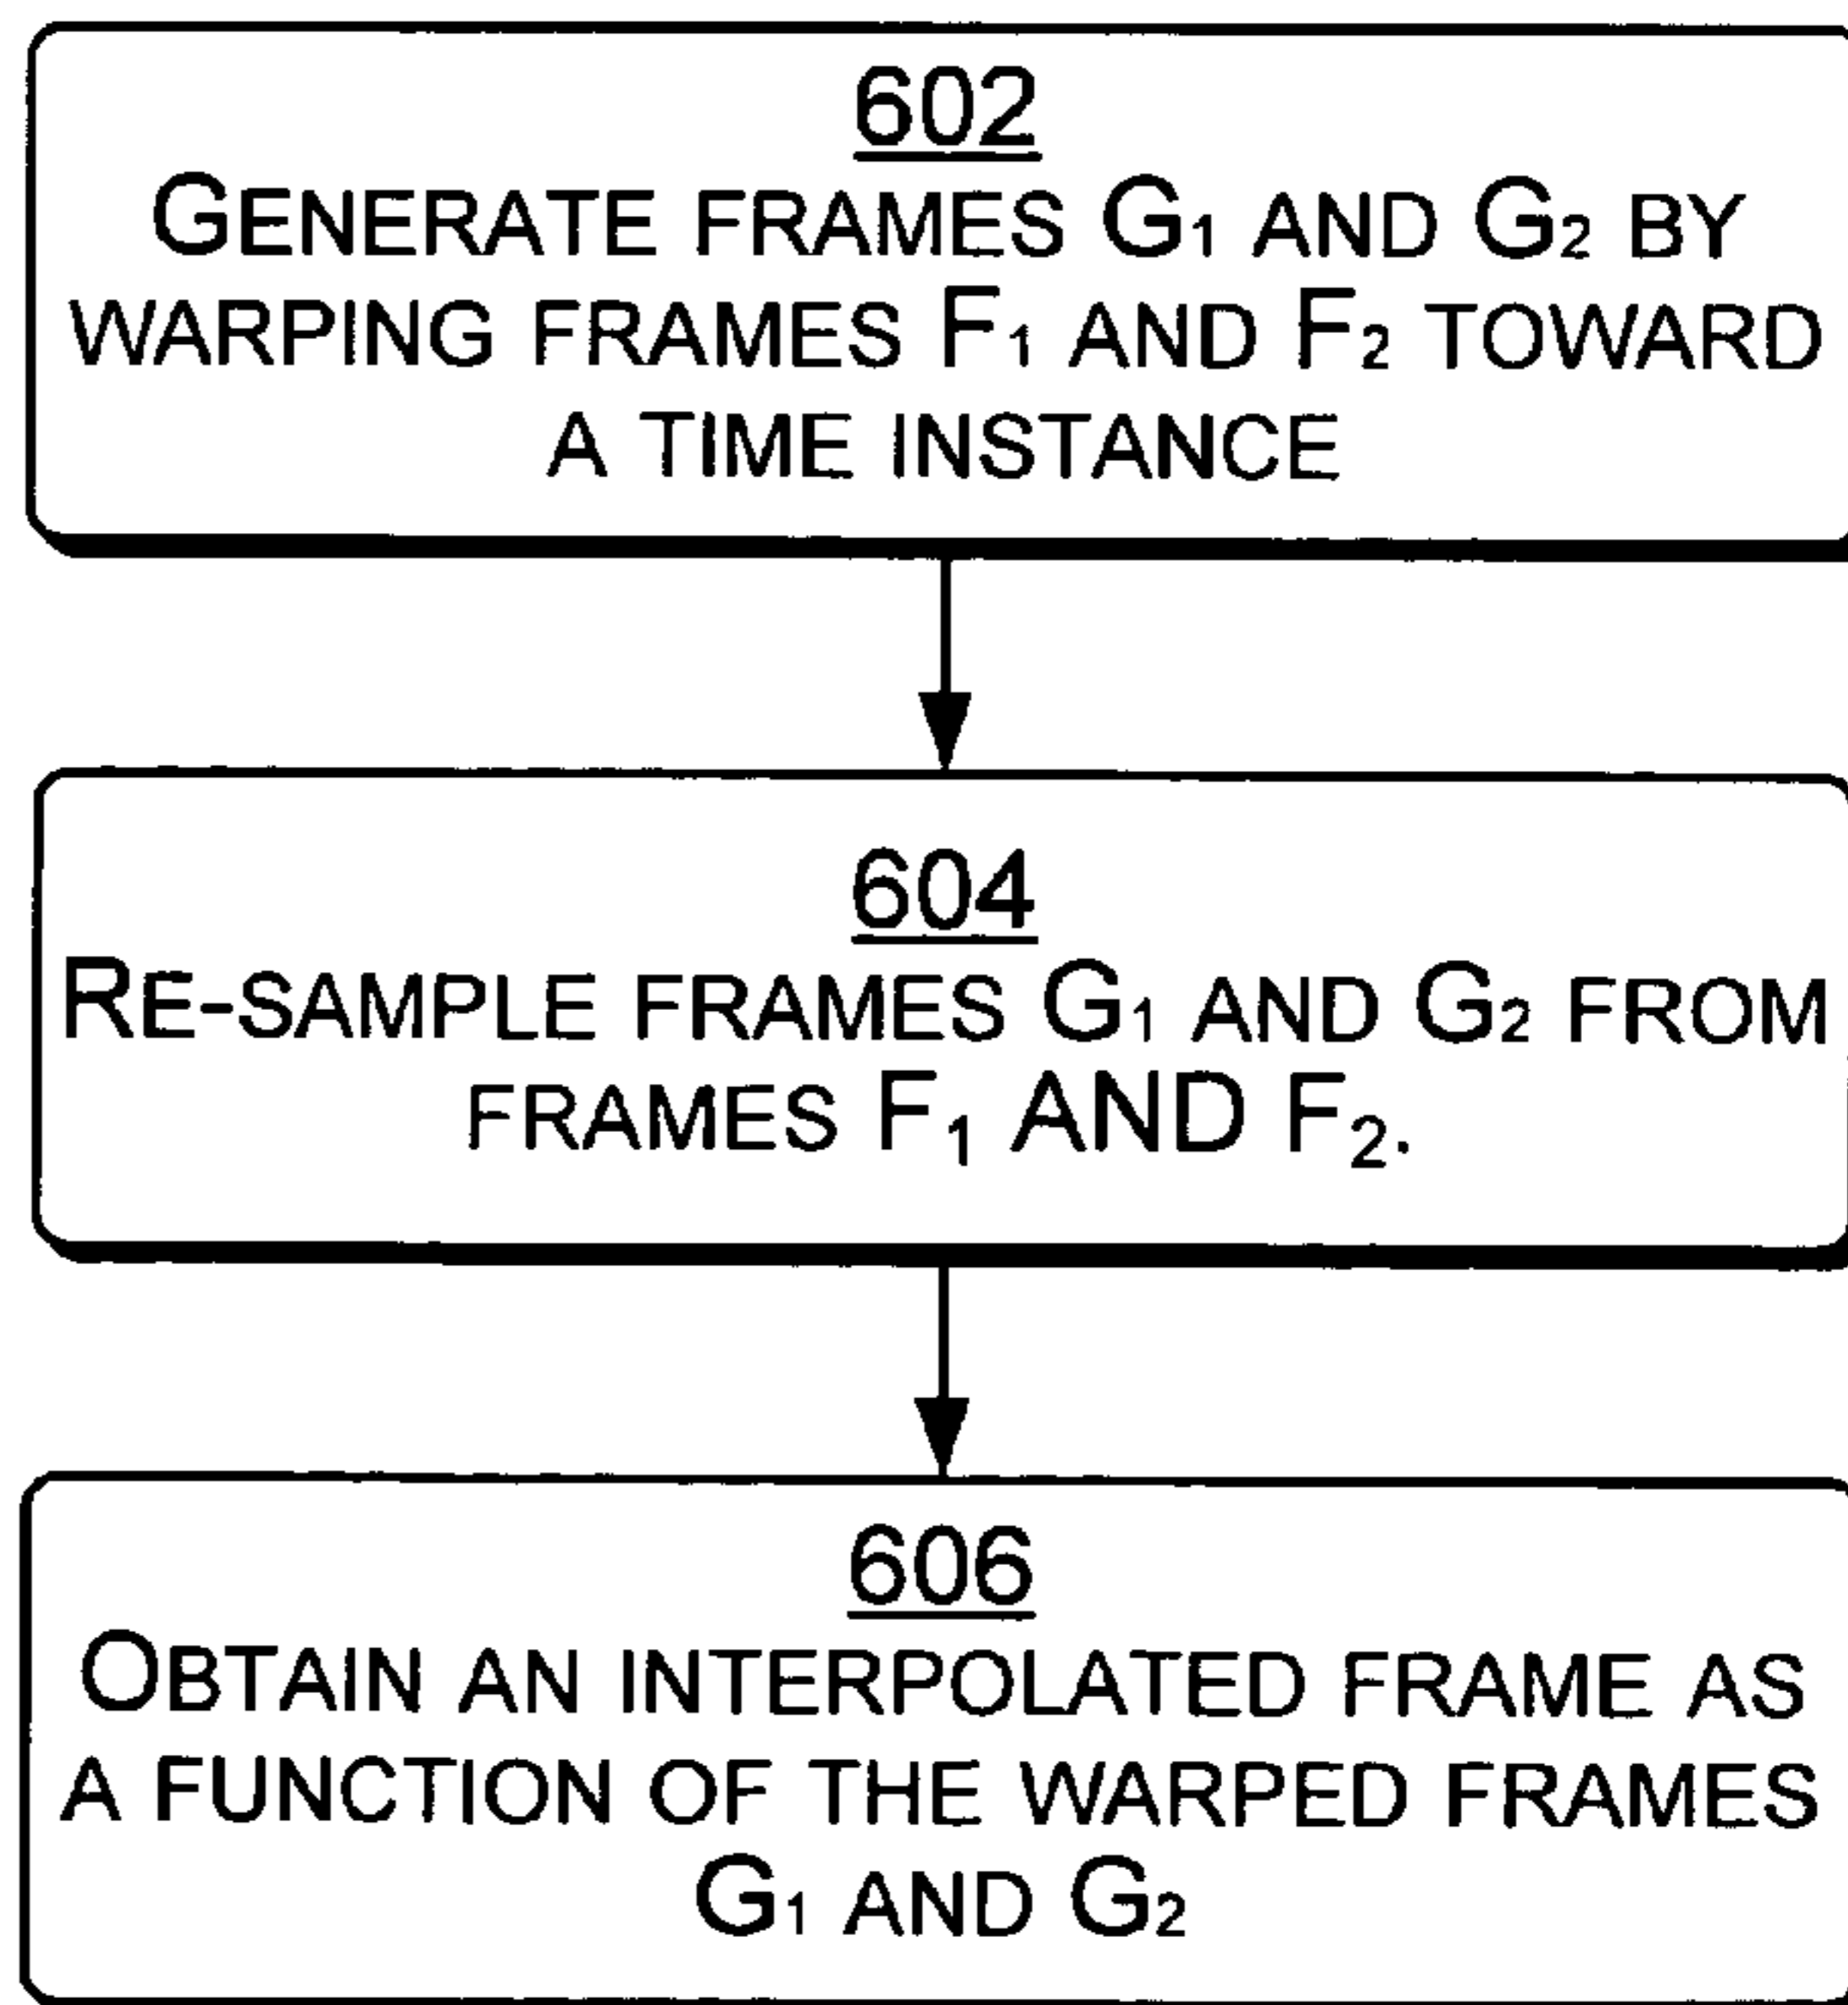 602
GENERATE FRAMES G1 AND G2 BY
WARPING FRAMES F1 AND F2 TOWARD
A TIME INSTANCE
604
RE-SAMPLE FRAMES G1 AND G2 FROM
FRAMES F1 AND F2.
606
OBTAIN AN INTERPOLATED FRAME AS
A FUNCTION OF THE WARPED FRAMES
G1 AND G2